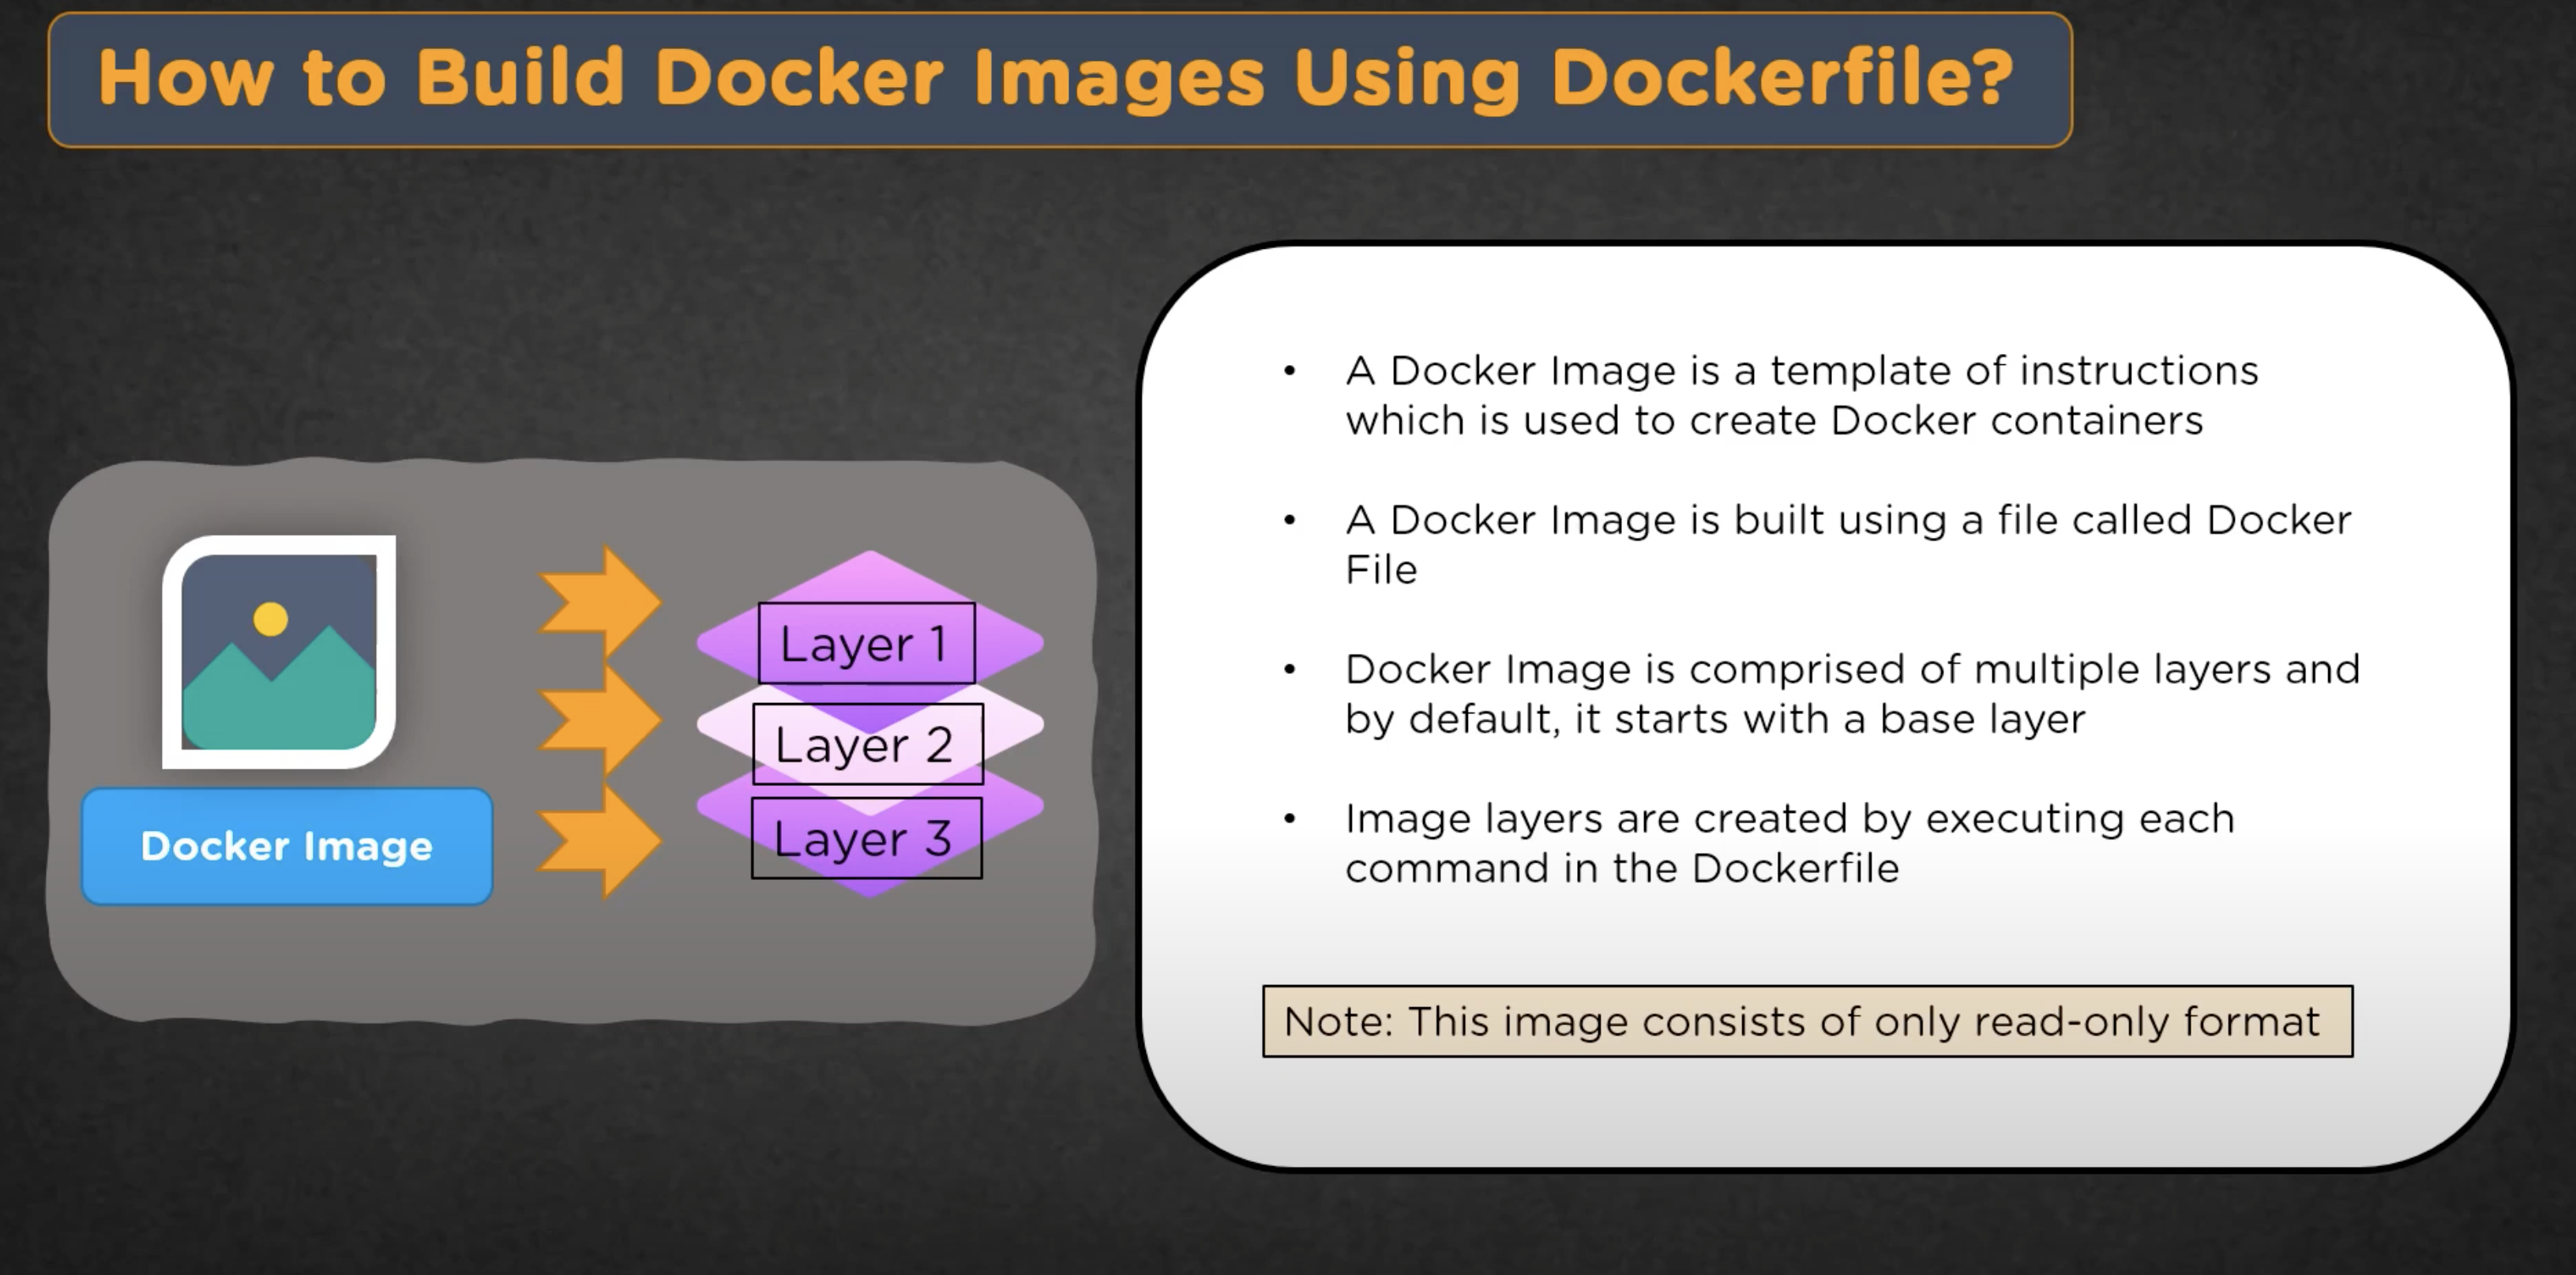 How to Build Docker Images Using Dockerfile?
Docker Image
Layer 1
Layer 2
Layer 3
• A Docker Image is a template of instructions
which is used to create Docker containers
• A Docker Image is built using a file called Docker
File
• Docker Image is comprised of multiple layers and
by default, it starts with a base layer
• Image layers are created by executing each
command in the Dockerfile
Note: This image consists of only read-only format